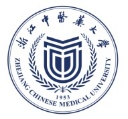 浙江中醫藥大學
1953
ZHEJIANG CHINESE MEDICAL UNIVERSITY